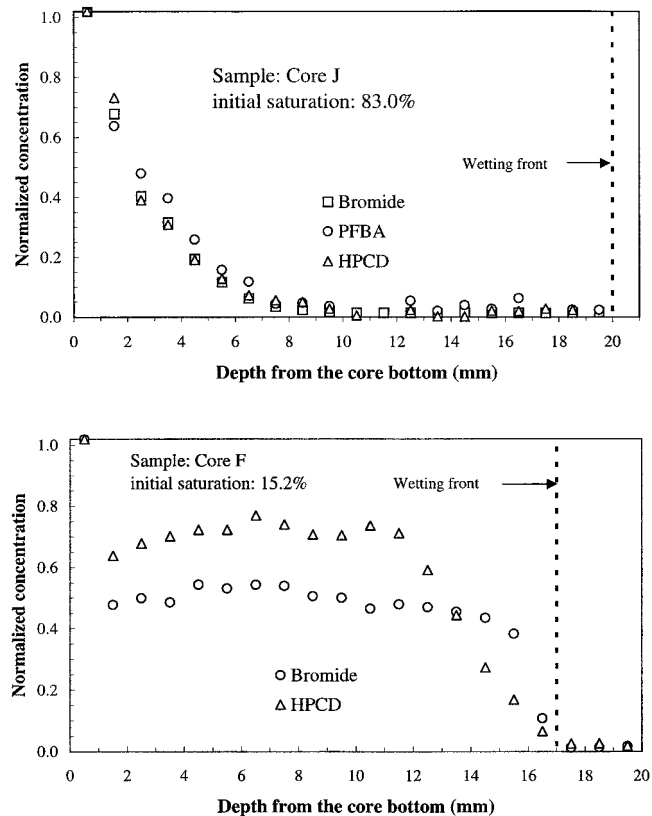 1.0
0.8
0.6
0.4
0.2
0.0
Normalized concentration
Sample: Core J
initial saturation: 83.0%
Wetting front
Bromide
PFBA
HPCD
0 2 4 6 8 10 12 14 16 18 20
Depth from the core bottom (mm)
1.0
0.8
0.6
0.4
0.2
0.0
Normalized concentration
Sample: Core F
initial saturation: 15.2%
Wetting front
Bromide
HPCD
0 2 4 6 8 10 12 14 16 18 20
Depth from the core bottom (mm)